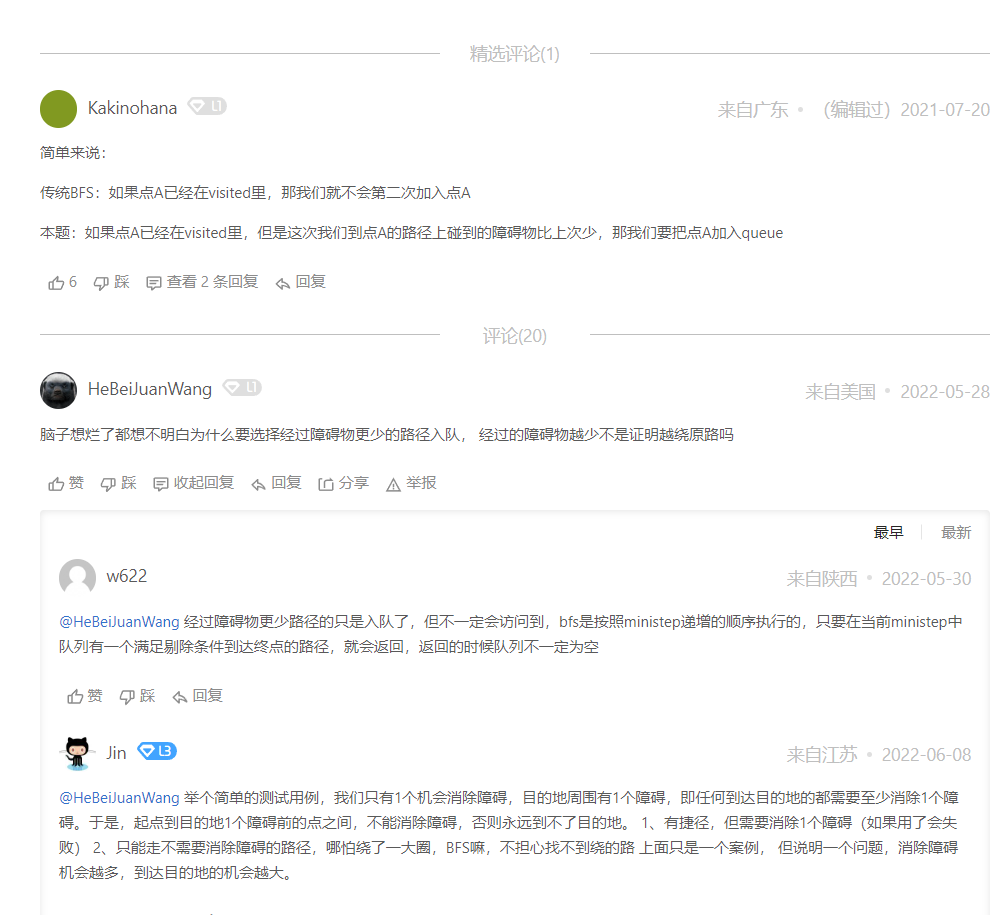 精选评论(1)
Kakinohana L1 来自广东 • （编辑过）2021-07-20
简单来说：
传统BFS：如果点A已经在visited里，那我们就不会第二次加入点A
本题：如果点A已经在visited里，但是这次我们到点A的路径上碰到的障碍物比上次少，那我们要把点A加入queue
6 踩 查看 2 条回复 回复
评论(20)
HeBeiJuanWang L1 来自美国 • 2022-05-28
脑子想烂了都想不明白为什么要选择经过障碍物更少的路径入队， 经过的障碍物越少不是证明越绕原路吗
赞 踩 收起回复 回复 分享 举报
最早 最新
w622 来自陕西 • 2022-05-30
@HeBeiJuanWang 经过障碍物更少路径的只是入队了，但不一定会访问到，bfs是按照ministep递增的顺序执行的，只要在当前ministep中
队列有一个满足剔除条件到达终点的路径，就会返回，返回的时候队列不一定为空
赞 踩 回复
Jin L3 来自江苏 • 2022-06-08
@HeBeiJuanWang 举个简单的测试用例，我们只有1个机会消除障碍，目的地周围有1个障碍，即任何到达目的地的都需要至少消除1个障
碍。于是，起点到目的地1个障碍前的点之间，不能消除障碍，否则永远到不了目的地。 1、有捷径，但需要消除1个障碍（如果用了会失
败） 2、只能走不需要消除障碍的路径，哪怕绕了一大圈，BFS嘛，不担心找不到绕的路 上面只是一个案例， 但说明一个问题，消除障碍
机会越多，到达目的地的机会越大。